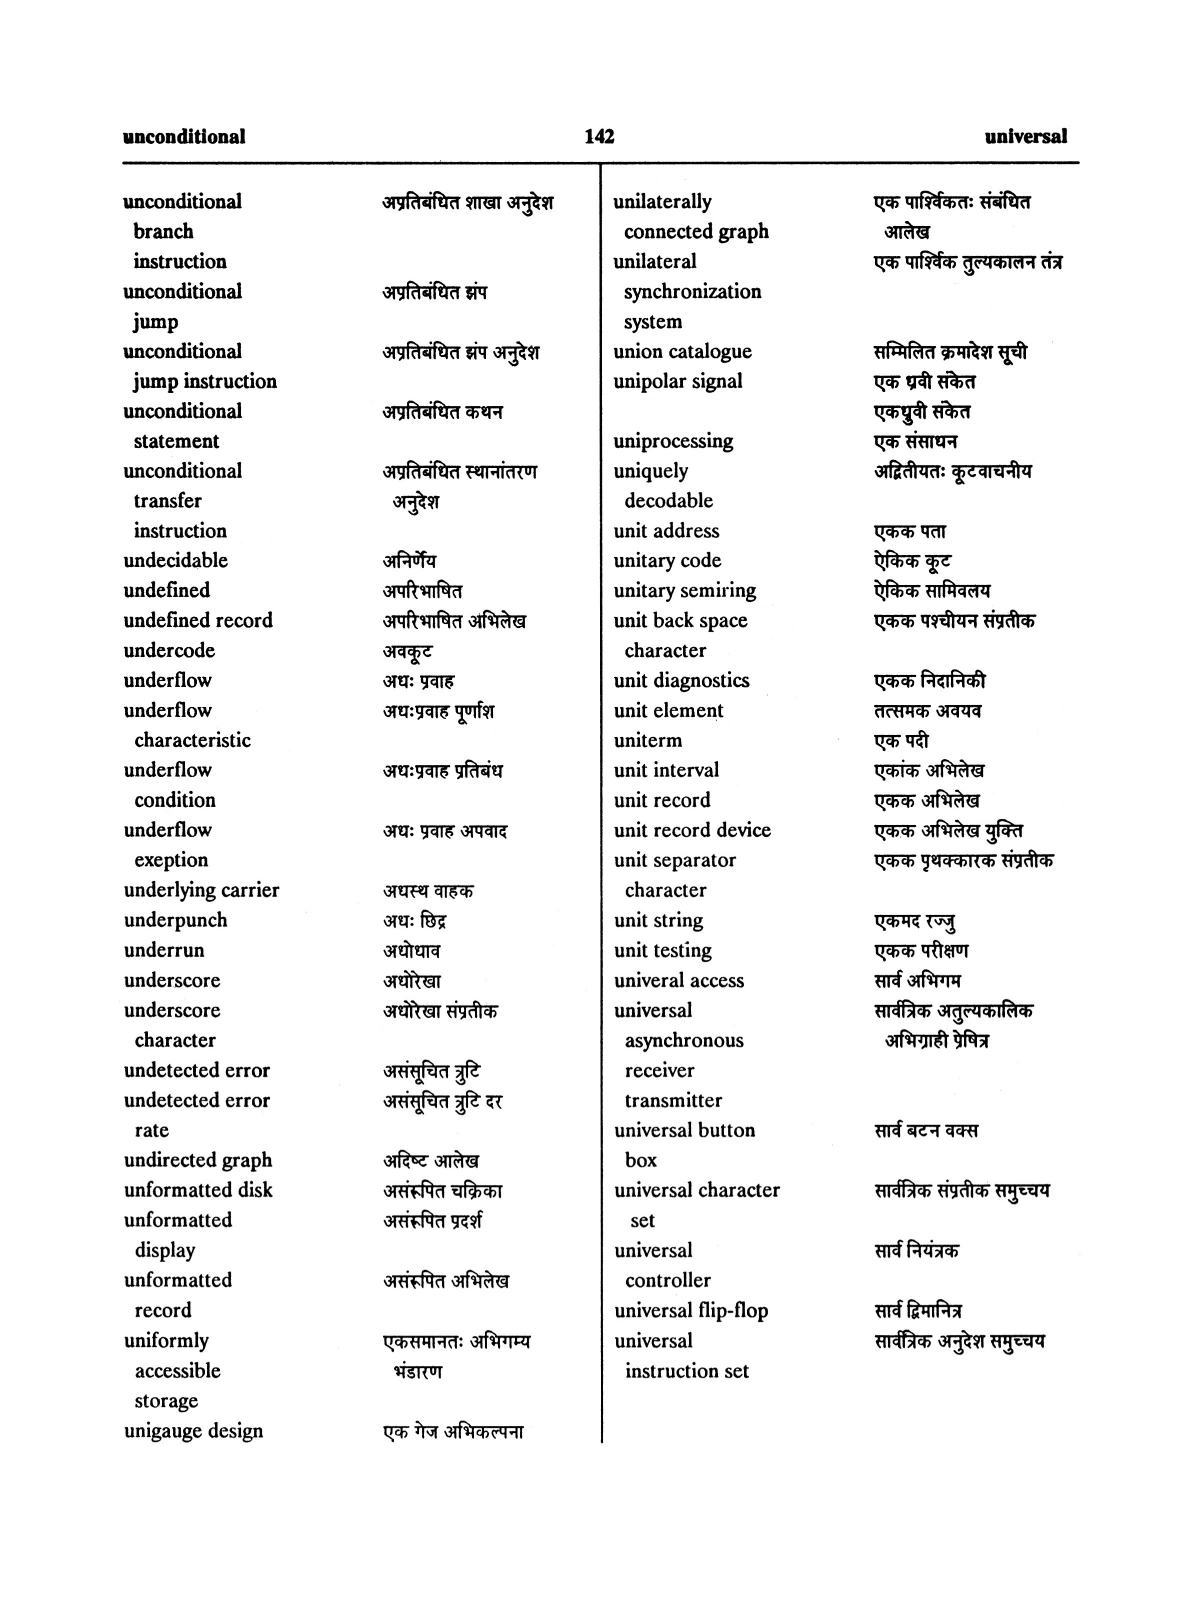 unconditional 142 universal
unconditional अप्रतिबंधित शाखा अनुदेश
branch
instruction
unconditional अप्रतिबंधित झंप
jump
unconditional अप्रतिबंधित झंप अनुदेश
jump instruction
unconditional अप्रतिबंधित कथन
statement
unconditional अप्रतिबंधित स्थानांतरण
transfer अनुदेश
instruction
undecidable अनिर्णेय
undefined अपरिभाषित
undefined record अपरिभाषित अभिलेख
undercode अवकूट
underflow अधः प्रवाह
underflow अधःप्रवाह पूर्णांश
characteristic
underflow अधःप्रवाह प्रतिबंध
condition
underflow अधः प्रवाह अपवाद
exeption
underlying carrier अधस्थ वाहक
underpunch अधः छिद्र
underrun अधोधाव
underscore अधोरेखा
underscore अधोरेखा संप्रतीक
character
undetected error असंसूचित त्रुटि
undetected error असंसूचित त्रुटि दर
rate
undirected graph अदिष्ट आलेख
unformatted disk असंरूपित चक्रिका
unformatted असंरूपित प्रदर्श
display
unformatted असंरूपित अभिलेख
record
uniformly एकसमानतः अभिगम्य
accessible भंडारण
storage
unigauge design एक गेज अभिकल्पना
unilaterally एक पार्श्विकतः संबंधित
connected graph आलेख
unilateral एक पार्श्विक तुल्यकालन तंत्र
synchronization
system
union catalogue सम्मिलित क्रमादेश सूची
unipolar signal एक ध्रवी संकेत
एकध्रुवी संकेत
uniprocessing एक संसाधन
uniquely अद्वितीयतः कूटवाचनीय
decodable
unit address एकक पता
unitary code ऐकिक कूट
unitary semiring ऐकिक सामिवलय
unit back space एकक पश्चीयन संप्रतीक
character
unit diagnostics एकक निदानिकी
unit element तत्समक अवयव
uniterm एक पदी
unit interval एकांक अभिलेख
unit record एकक अभिलेख
unit record device एकक अभिलेख युक्ति
unit separator एकक पृथक्कारक संप्रतीक
character
unit string एकमद रज्जु
unit testing एकक परीक्षण
univeral access सार्व अभिगम
universal सार्वत्रिक अतुल्यकालिक
asynchronous अभिग्राही प्रेषित्र
receiver
transmitter
universal button सार्व बटन वक्स
box
universal character सार्वत्रिक संप्रतीक समुच्चय
set
universal सार्व नियंत्रक
controller
universal flip-flop सार्व द्विमानित्र
universal सार्वत्रिक अनुदेश समुच्चय
instruction set